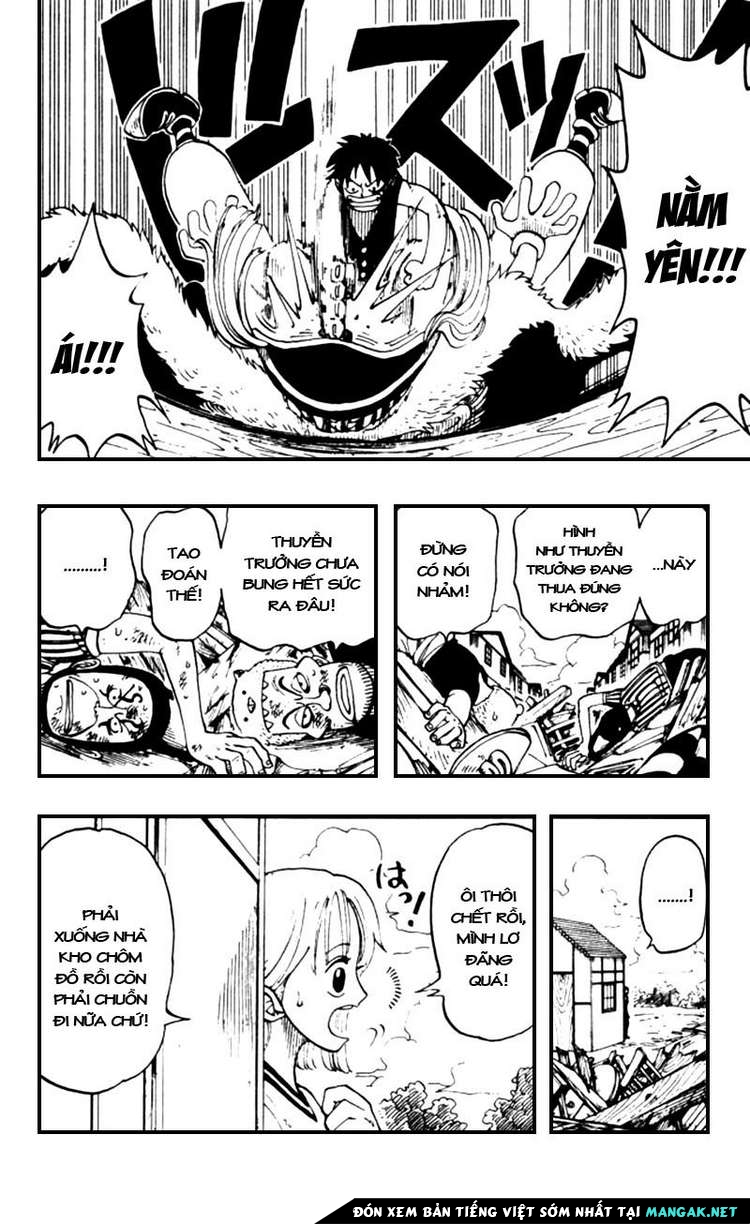 ドスッ
NẰM
YÊN!!!
ÁI!!!
...NÀY
HÌNH
NHƯ THUYỀN
TRƯỞNG ĐANG
THUA ĐÚNG
KHÔNG?
ĐỪNG
CÓ NÓI
NHẢM!
THUYỀN
TRƯỞNG CHƯA
BUNG HẾT SỨC
RA ĐÂU!
TAO
ĐOÁN
THẾ!
.........!
........!
はっ!
ÔI THÔI
CHẾT RỒI,
MÌNH LƠ
ĐÃNG
QUÁ!
PHẢI
XUỐNG NHÀ
KHO CHÔM
ĐỒ RỒI CÒN
PHẢI CHUỒN
ĐI NỮA CHỨ!
ĐÓN XEM BẢN TIẾNG VIỆT SỚM NHẤT TẠI MANGAK.NET